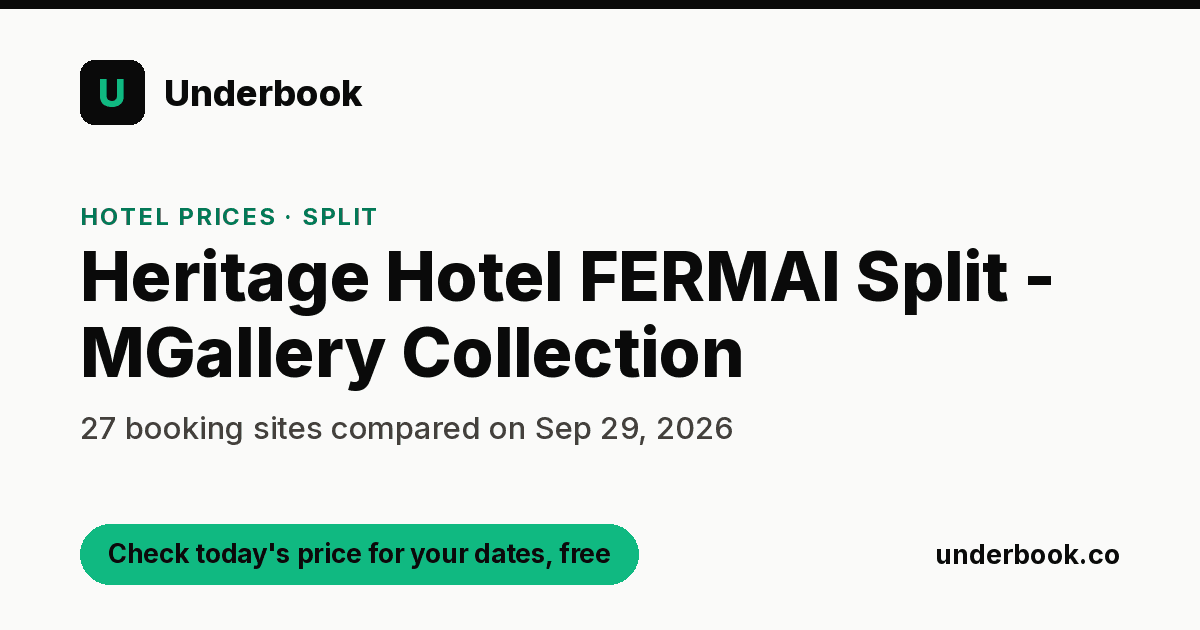 U
Underbook
HOTEL PRICES · SPLIT
Heritage Hotel FERMAI Split -
MGallery Collection
27 booking sites compared on Sep 29, 2026
Check today's price for your dates, free
underbook.co